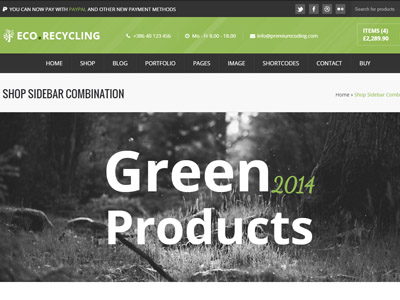 YOU CAN NOW PAY WITH PAYPAL AND OTHER NEW PAYMENT METHODS
Search for products
ECO RECYCLING
+386 40 123 456
Mo - H 8.00 - 18.00
info@premiumcoding.com
ITEMS (4)
£2,289.90
HOME SHOP BLOG PORTFOLIO PAGES IMAGE SHORTCODES CONTACT BUY
SHOP SIDEBAR COMBINATION
Home » Shop Sidebar Combi
Green
2014
Products